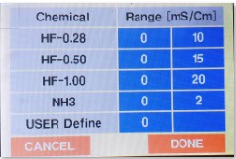 Chemical Range [mS/Cm]
HF-0.28 0 10
HF-0.50 0 15
HF-1.00 0 20
NH3 0 2
USER Define 0
CANCEL DONE